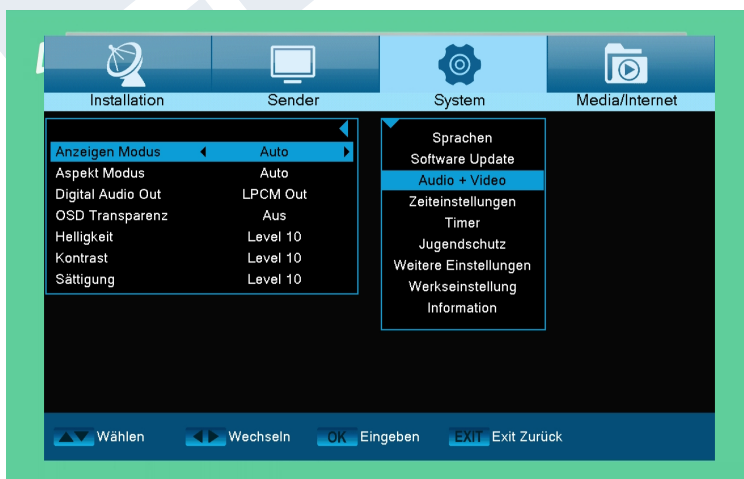 Installation
Sender
System
Media/Internet
Anzeigen Modus Auto
Aspekt Modus Auto
Digital Audio Out LPCM Out
OSD Transparenz Aus
Helligkeit Level 10
Kontrast Level 10
Sättigung Level 10
Sprachen
Software Update
Audio + Video
Zeiteinstellungen
Timer
Jugendschutz
Weitere Einstellungen
Werkseinstellung
Information
Wählen Wechseln OK Eingeben EXIT Exit Zurück